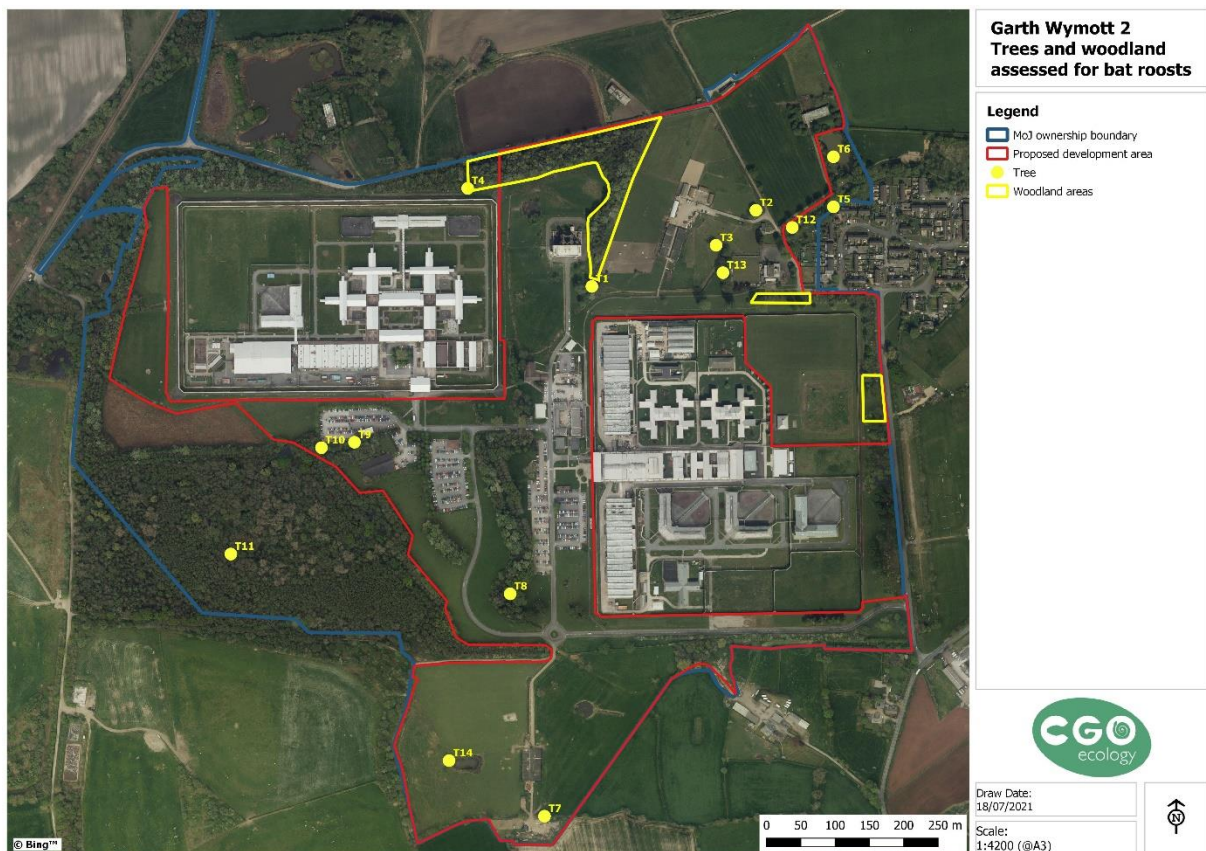 Garth Wymott 2
Trees and woodland
assessed for bat roosts
Legend
MoJ ownership boundary
Proposed development area
Tree
Woodland areas
T4
T6
T2
T5
T12
T3
T13
T1
T10
T9
T11
T8
T14
T7
0 50 100 150 200 250 m
© Bing™
CGO
ecology
Draw Date:
18/07/2021
Scale:
1:4200 (@A3)
N